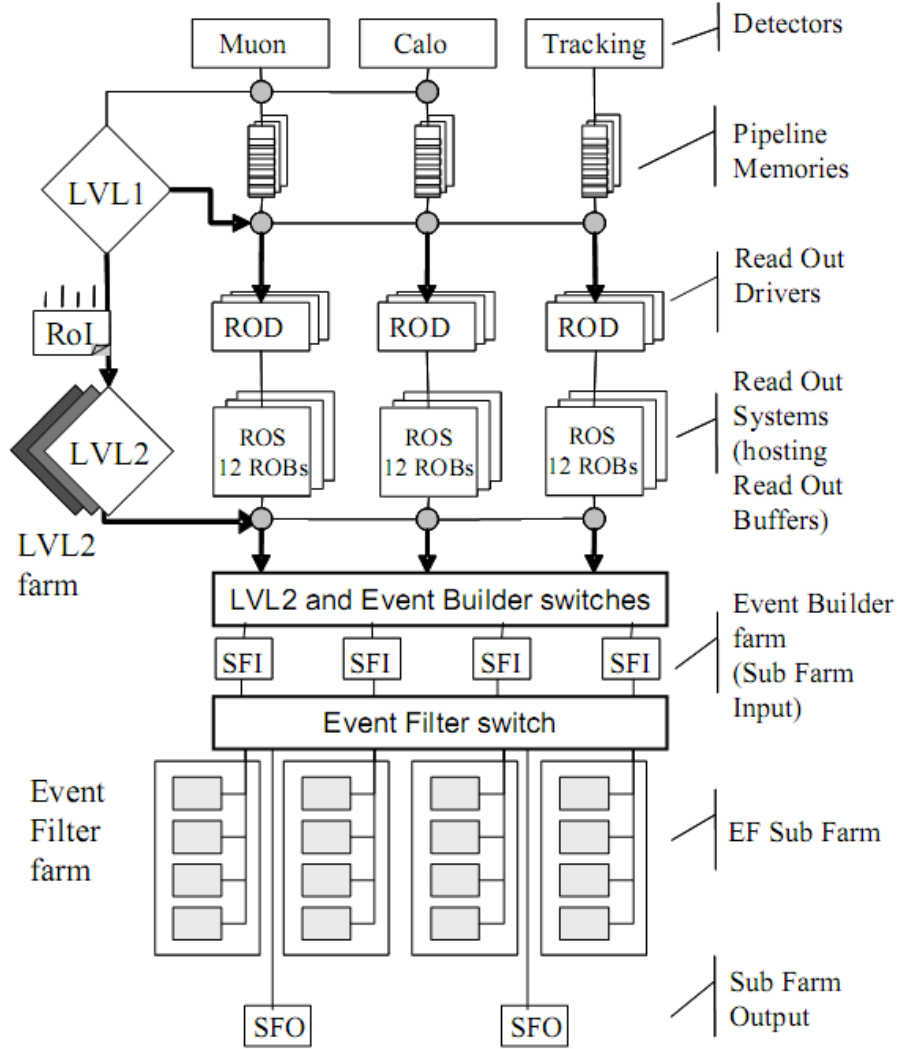 Muon
Calo
Tracking
Detectors
Pipeline
Memories
LVL1
Read Out
Drivers
RoI
ROD
ROD
ROD
Read Out
Systems
(hosting
Read Out
Buffers)
ROS
12 ROBs
ROS
12 ROBs
ROS
12 ROBs
LVL2
LVL2
farm
LVL2 and Event Builder switches
Event Builder
farm
(Sub Farm
Input)
SFI
SFI
SFI
SFI
Event Filter switch
Event
Filter
farm
EF Sub Farm
Sub Farm
Output
SFO
SFO